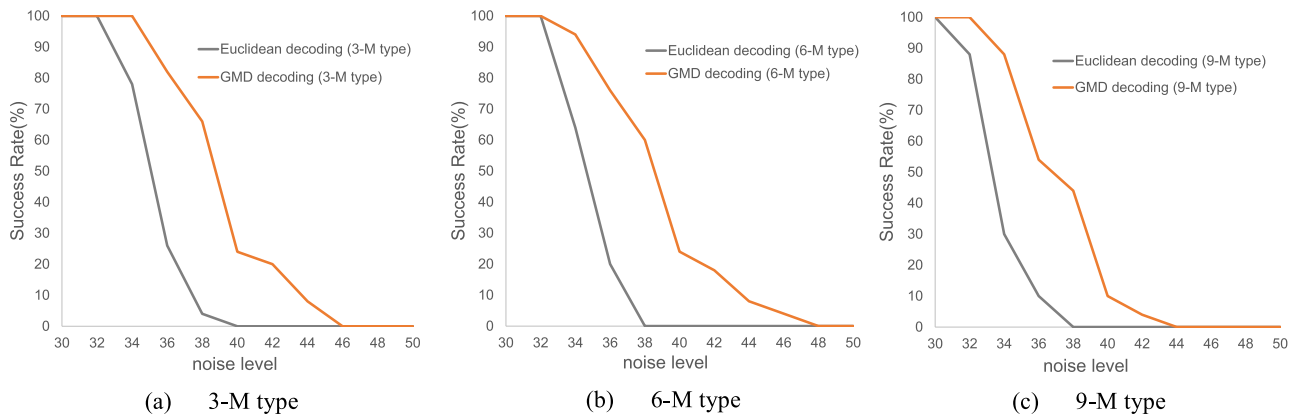 100
90
80
70
60
50
40
30
20
10
0
Success Rate(%)
Euclidean decoding (3-M type)
GMD decoding (3-M type)
30 32 34 36 38 40 42 44 46 48 50
noise level
(a) 3-M type
100
90
80
70
60
50
40
30
20
10
0
Success Rate(%)
Euclidean decoding (6-M type)
GMD decoding (6-M type)
30 32 34 36 38 40 42 44 46 48 50
noise level
(b) 6-M type
100
90
80
70
60
50
40
30
20
10
0
Success Rate(%)
Euclidean decoding (9-M type)
GMD decoding (9-M type)
30 32 34 36 38 40 42 44 46 48 50
noise level
(c) 9-M type